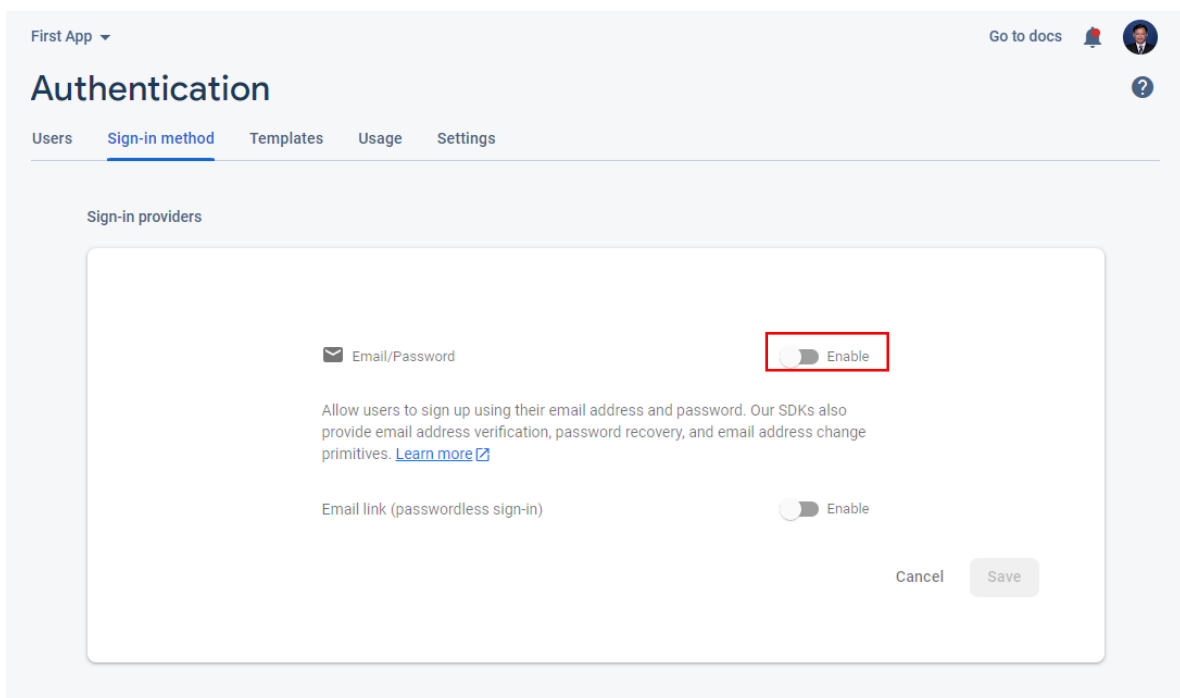 First App
Go to docs
Authentication
?
Users Sign-in method Templates Usage Settings
Sign-in providers
Email/Password
Enable
Allow users to sign up using their email address and password. Our SDKs also
provide email address verification, password recovery, and email address change
primitives. Learn more
Email link (passwordless sign-in)
Enable
Cancel
Save